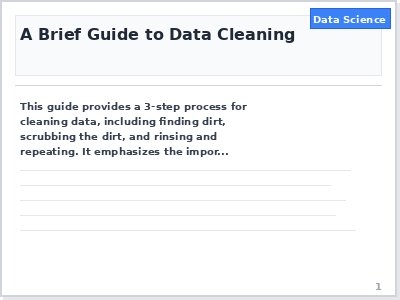 Data Science
A Brief Guide to Data Cleaning
This guide provides a 3-step process for
cleaning data, including finding dirt,
scrubbing the dirt, and rinsing and
repeating. It emphasizes the impor...
1